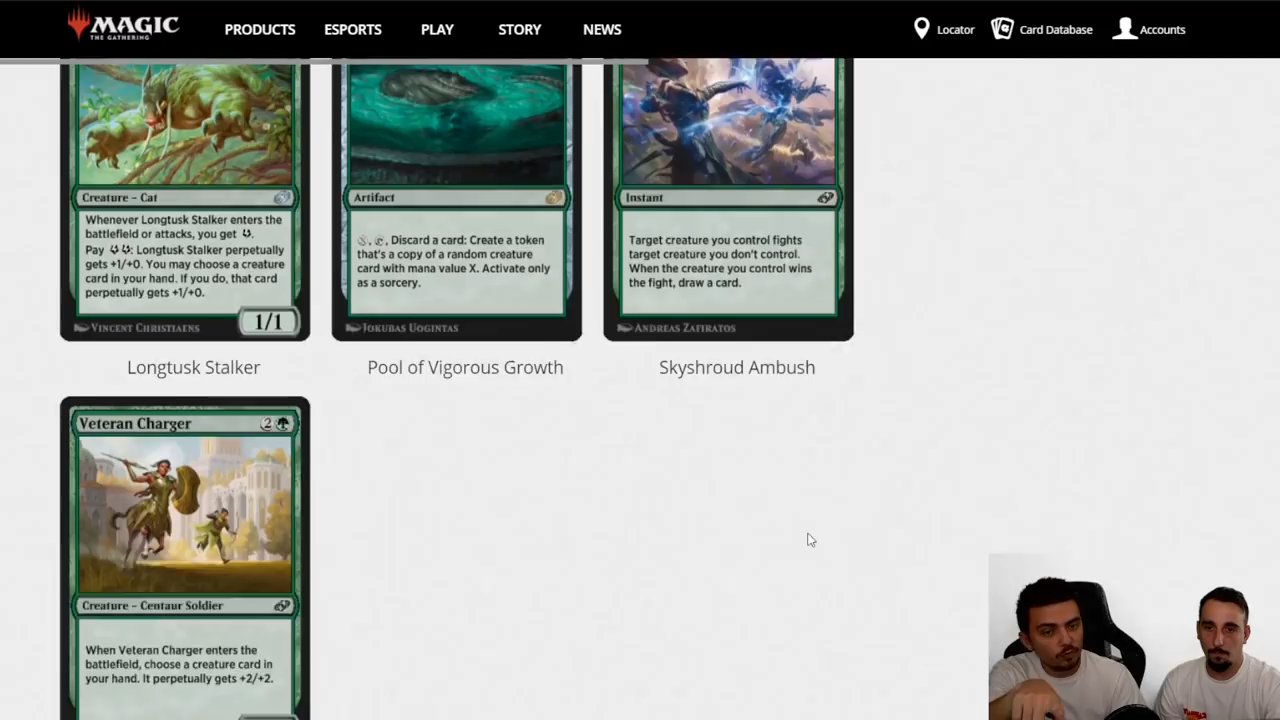 MAGIC
THE GATHERING
PRODUCTS
ESPORTS
PLAY
STORY
NEWS
Locator
Card Database
Accounts
Creature – Cat
Whenever Longtusk Stalker enters the
battlefield or attacks, you get
Pay : Longtusk Stalker perpetually
gets +1/+0. You may choose a creature
card in your hand. If you do, that card
perpetually gets +1/+0.
VINCENT CHRISTIAENS
1/1
Longtusk Stalker
Artifact
, Discard a card: Create a token
that's a copy of a random creature
card with mana value X. Activate only
as a sorcery.
JOKUBAS UOGINTAS
Pool of Vigorous Growth
Instant
Target creature you control fights
target creature you don't control.
When the creature you control wins
the fight, draw a card.
ANDREAS ZAFIRATOS
Skyshroud Ambush
Veteran Charger 2
Creature – Centaur Soldier
When Veteran Charger enters the
battlefield, choose a creature card in
your hand. It perpetually gets +2/+2.